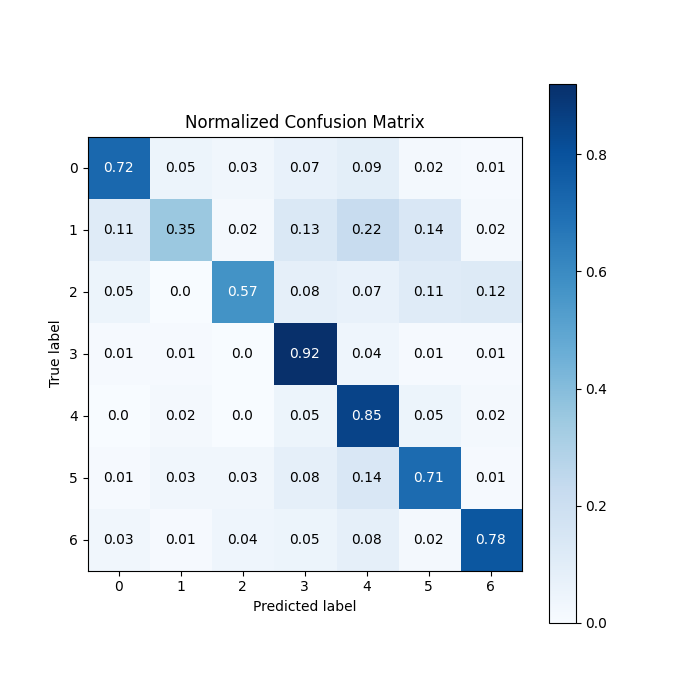 Normalized Confusion Matrix
True label
0 0.72 0.05 0.03 0.07 0.09 0.02 0.01
1 0.11 0.35 0.02 0.13 0.22 0.14 0.02
2 0.05 0.0 0.57 0.08 0.07 0.11 0.12
3 0.01 0.01 0.0 0.92 0.04 0.01 0.01
4 0.0 0.02 0.0 0.05 0.85 0.05 0.02
5 0.01 0.03 0.03 0.08 0.14 0.71 0.01
6 0.03 0.01 0.04 0.05 0.08 0.02 0.78
0 1 2 3 4 5 6
Predicted label
0.8
0.6
0.4
0.2
0.0